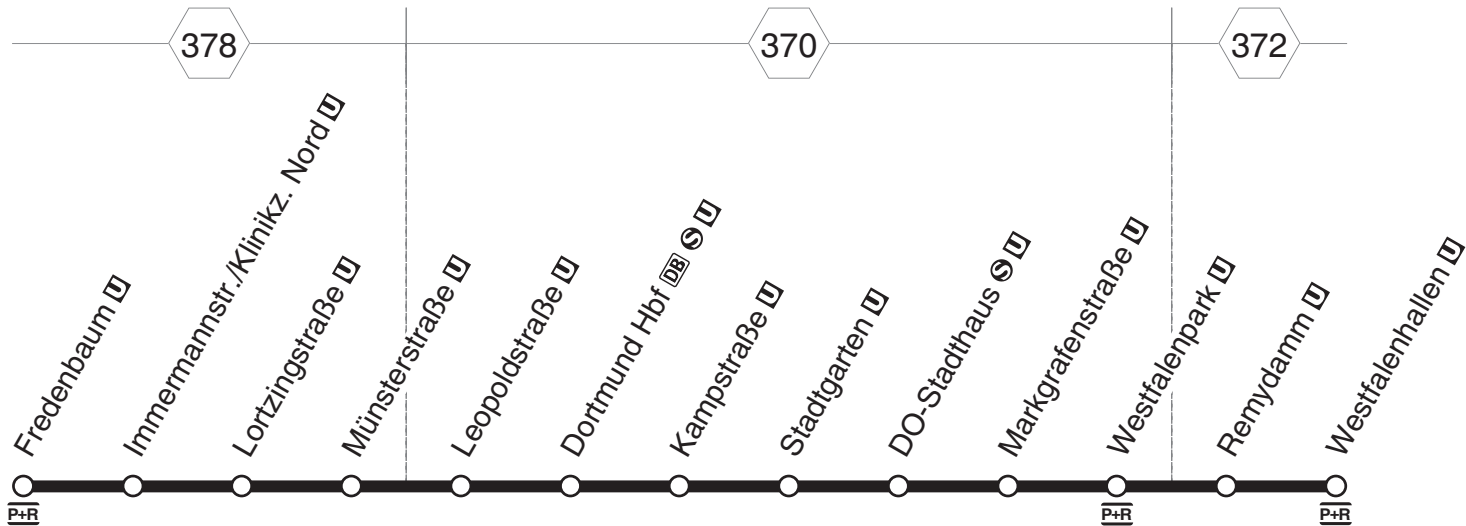 378
370
372
Fredenbaum U
Immermannstr./Klinikz. Nord U
Lortzingstraße U
Münsterstraße U
Leopoldstraße U
Dortmund Hbf DB S U
Kampstraße U
Stadtgarten U
DO-Stadthaus S U
Markgrafenstraße U
Westfalenpark U
Remydamm U
Westfalenhallen U
P+R
P+R
P+R